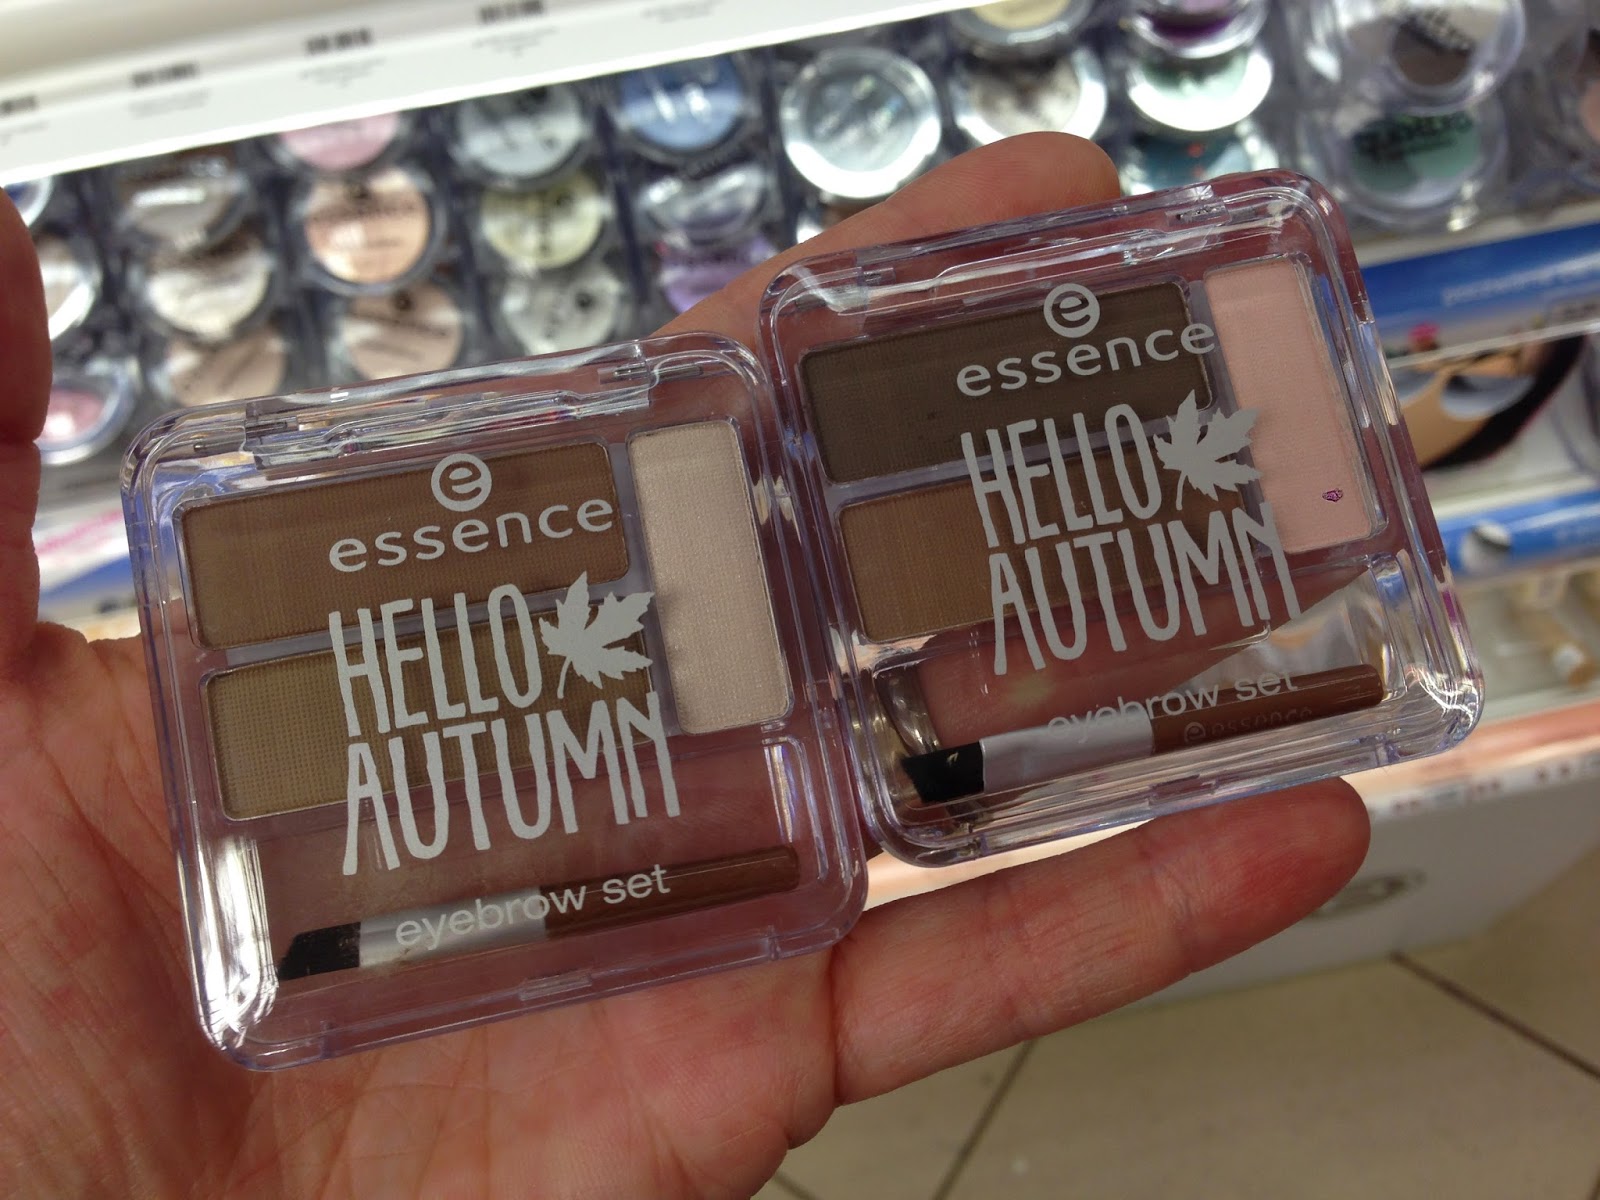 essence
HELLO
AUTUMN
eyebrow set
essence
HELLO
AUTUMN
eyebrow set
essence